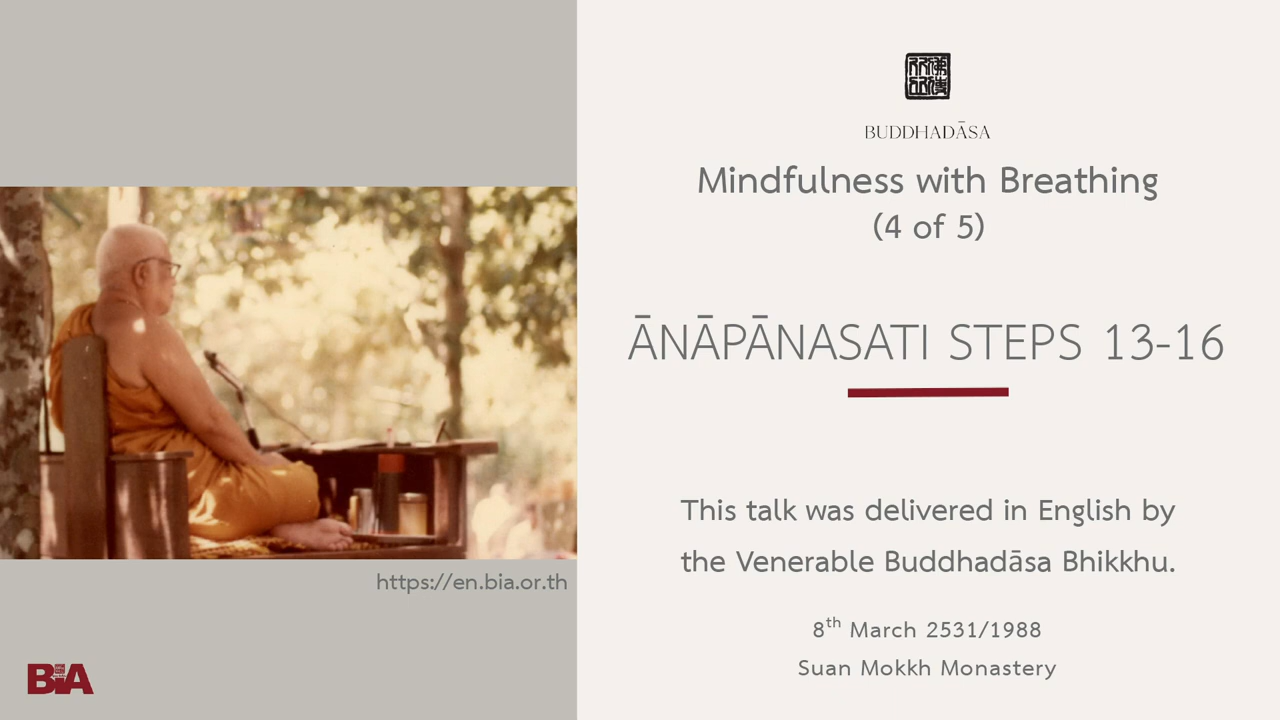 BUDDHADĀSA
Mindfulness with Breathing
(4 of 5)
ĀNĀPĀNASATI STEPS 13-16
This talk was delivered in English by
the Venerable Buddhadāsa Bhikkhu.
8th March 2531/1988
Suan Mokkh Monastery
https://en.bia.or.th
BIA